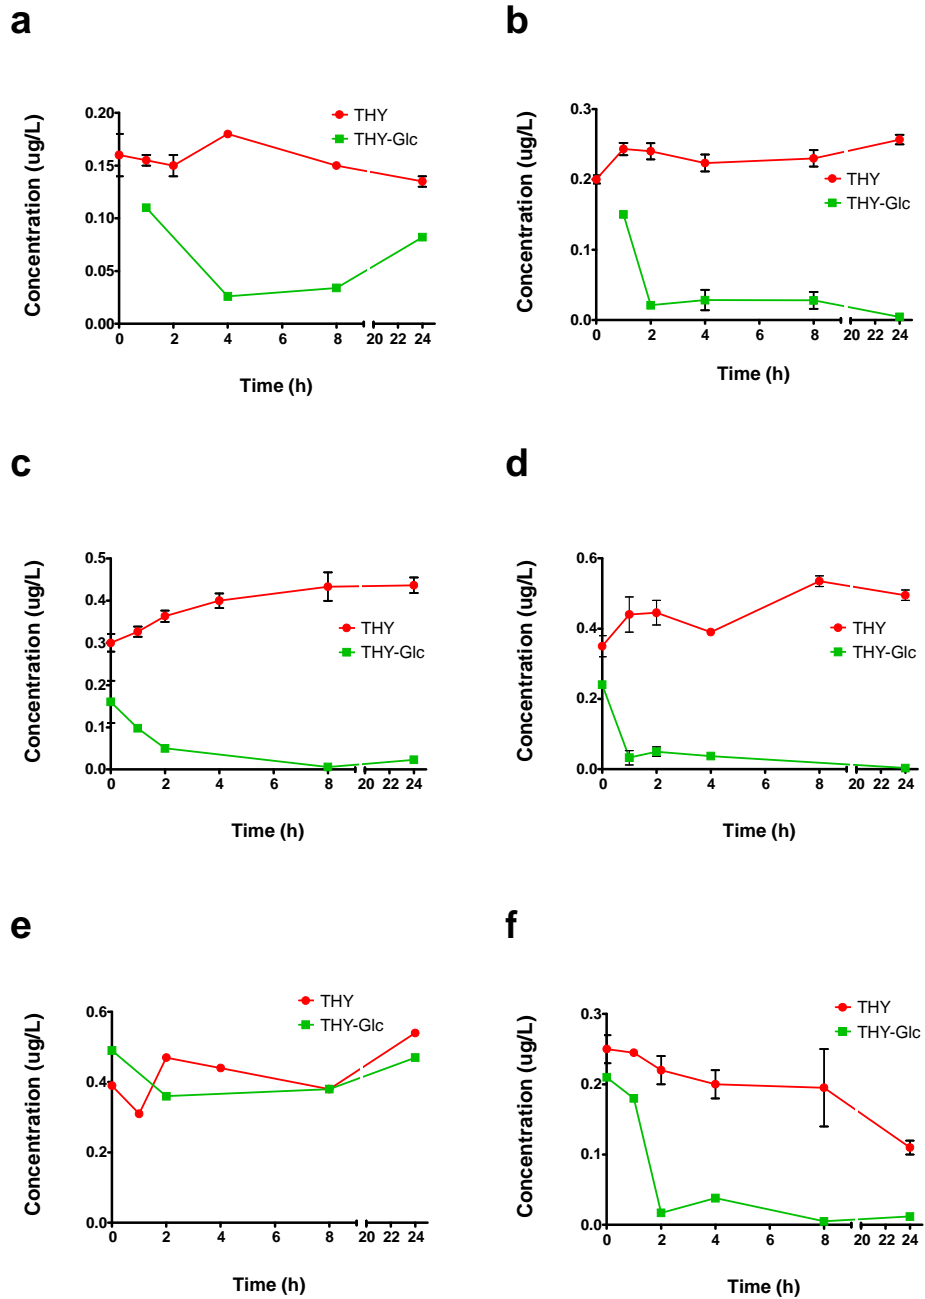 a
Concentration (ug/L)
0.20
0.15
0.10
0.05
0.00
THY
THY-Glc
0 2 4 6 8 20 22 24
Time (h)
b
Concentration (ug/L)
0.3
0.2
0.1
0.0
THY
THY-Glc
0 2 4 6 8 20 22 24
Time (h)
c
Concentration (ug/L)
0.5
0.4
0.3
0.2
0.1
0.0
THY
THY-Glc
0 2 4 6 8 20 22 24
Time (h)
d
Concentration (ug/L)
0.6
0.4
0.2
0.0
THY
THY-Glc
0 2 4 6 8 20 22 24
Time (h)
e
Concentration (ug/L)
0.6
0.4
0.2
0.0
THY
THY-Glc
0 2 4 6 8 20 22 24
Time (h)
f
Concentration (ug/L)
0.3
0.2
0.1
0.0
THY
THY-Glc
0 2 4 6 8 20 22 24
Time (h)